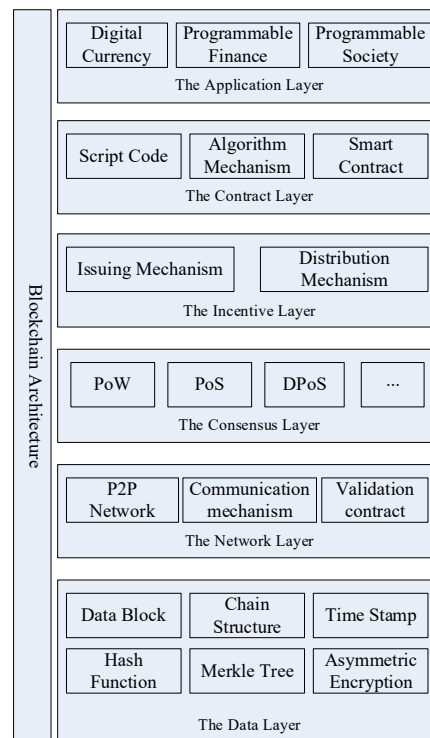 Blockchain Architecture
Digital
Currency
Programmable
Finance
Programmable
Society
The Application Layer
Script Code
Algorithm
Mechanism
Smart
Contract
The Contract Layer
Issuing Mechanism
Distribution
Mechanism
The Incentive Layer
PoW
PoS
DPoS
...
The Consensus Layer
P2P
Network
Communication
mechanism
Validation
contract
The Network Layer
Data Block
Chain
Structure
Time Stamp
Hash
Function
Merkle Tree
Asymmetric
Encryption
The Data Layer